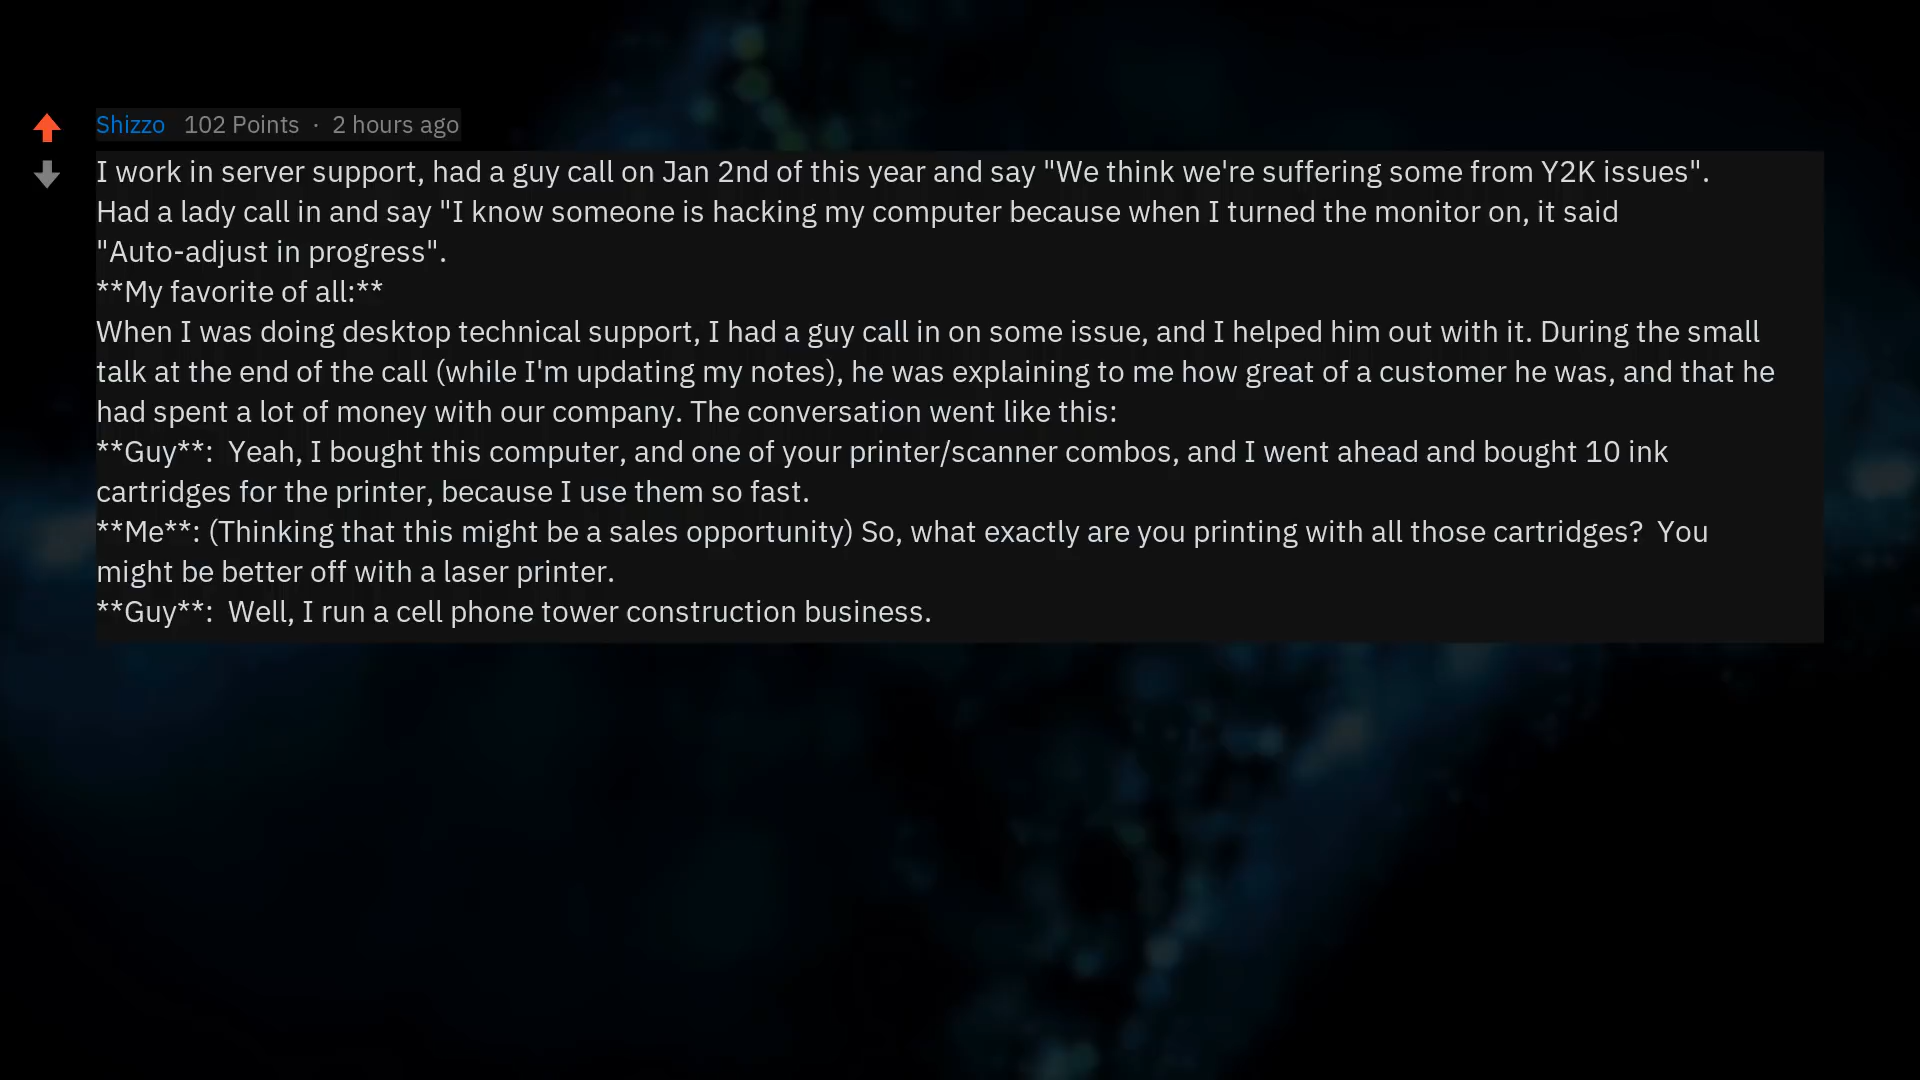 Shizzo 102 Points · 2 hours ago
I work in server support, had a guy call on Jan 2nd of this year and say "We think we're suffering some from Y2K issues".
Had a lady call in and say "I know someone is hacking my computer because when I turned the monitor on, it said
"Auto-adjust in progress".
**My favorite of all:**
When I was doing desktop technical support, I had a guy call in on some issue, and I helped him out with it. During the small
talk at the end of the call (while I'm updating my notes), he was explaining to me how great of a customer he was, and that he
had spent a lot of money with our company. The conversation went like this:
**Guy**:  Yeah, I bought this computer, and one of your printer/scanner combos, and I went ahead and bought 10 ink
cartridges for the printer, because I use them so fast.
**Me**: (Thinking that this might be a sales opportunity) So, what exactly are you printing with all those cartridges?  You
might be better off with a laser printer.
**Guy**:  Well, I run a cell phone tower construction business.